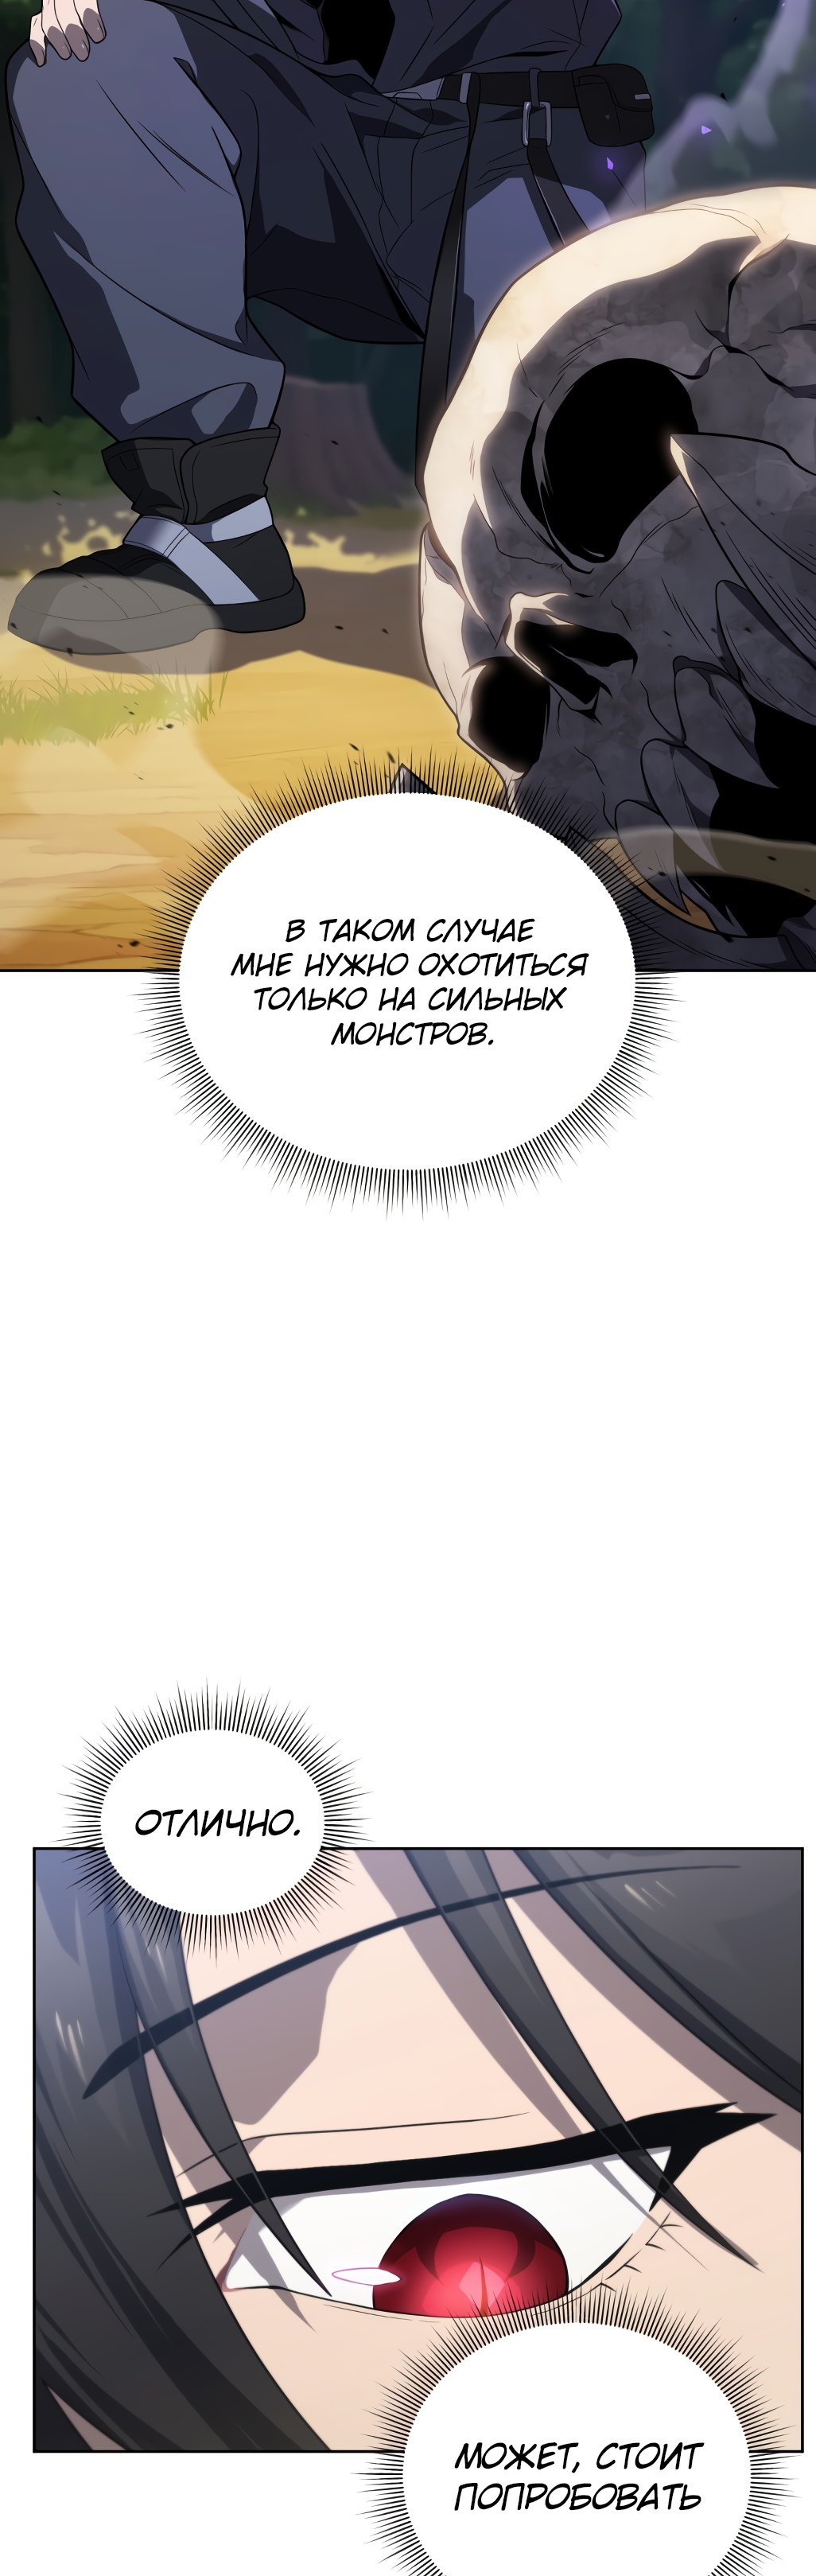 В ТАКОМ СЛУЧАЕ
МНЕ НУЖНО ОХОТИТЬСЯ
ТОЛЬКО НА СИЛЬНЫХ
МОНСТРОВ.
ОТЛИЧНО.
МОЖЕТ, СТОИТ
ПОПРОБОВАТЬ